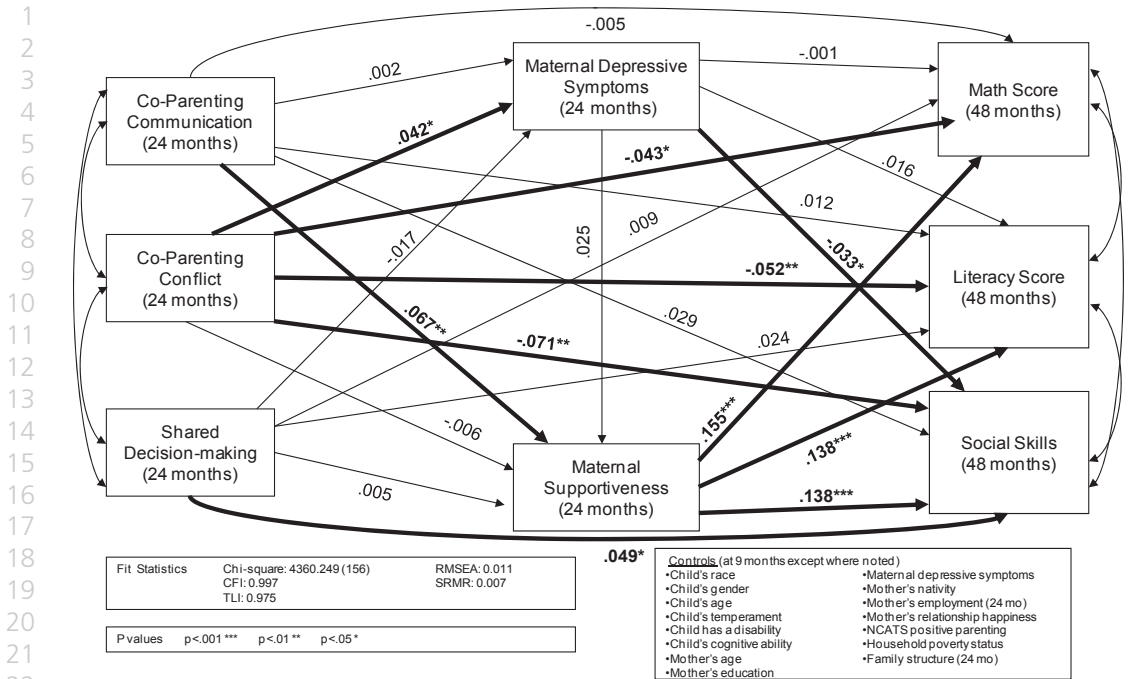 1
2
3
4
5
6
7
8
9
10
11
12
13
14
15
16
17
18
19
20
21
-.005
Co-Parenting
Communication
(24 months)
Maternal Depressive
Symptoms
(24 months)
Math Score
(48 months)
.002
-.001
.042*
-.043*
.016
.012
Co-Parenting
Conflict
(24 months)
Literacy Score
(48 months)
-.017
.009
.025
-.033*
-.052**
.067**
-.071**
.029
.024
Shared
Decision-making
(24 months)
Maternal
Supportiveness
(24 months)
Social Skills
(48 months)
-.006
.005
.155***
.138***
.138***
.049*
Fit Statistics Chi-square: 4360.249 (156) RMSEA: 0.011
CFI: 0.997 SRMR: 0.007
TLI: 0.975
P values p<.001 *** p<.01 ** p<.05 *
Controls (at 9 months except where noted)
•Child's race
•Child's gender
•Child's age
•Child's temperament
•Child has a disability
•Child's cognitive ability
•Mother's age
•Mother's education
•Maternal depressive symptoms
•Mother's nativity
•Mother's employment (24 mo)
•Mother's relationship happiness
•NCATS positive parenting
•Household poverty status
•Family structure (24 mo)